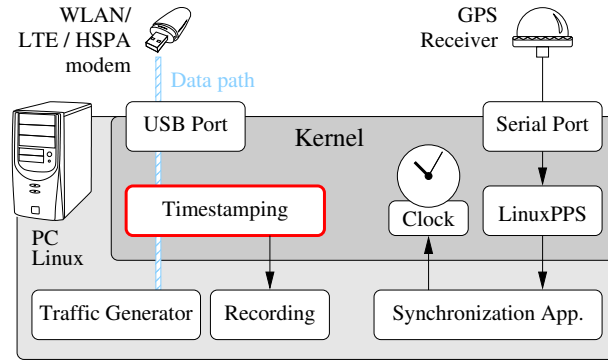 WLAN/
LTE / HSPA
modem
GPS
Receiver
Data path
USB Port
Kernel
Serial Port
Timestamping
Clock
LinuxPPS
PC
Linux
Traffic Generator
Recording
Synchronization App.